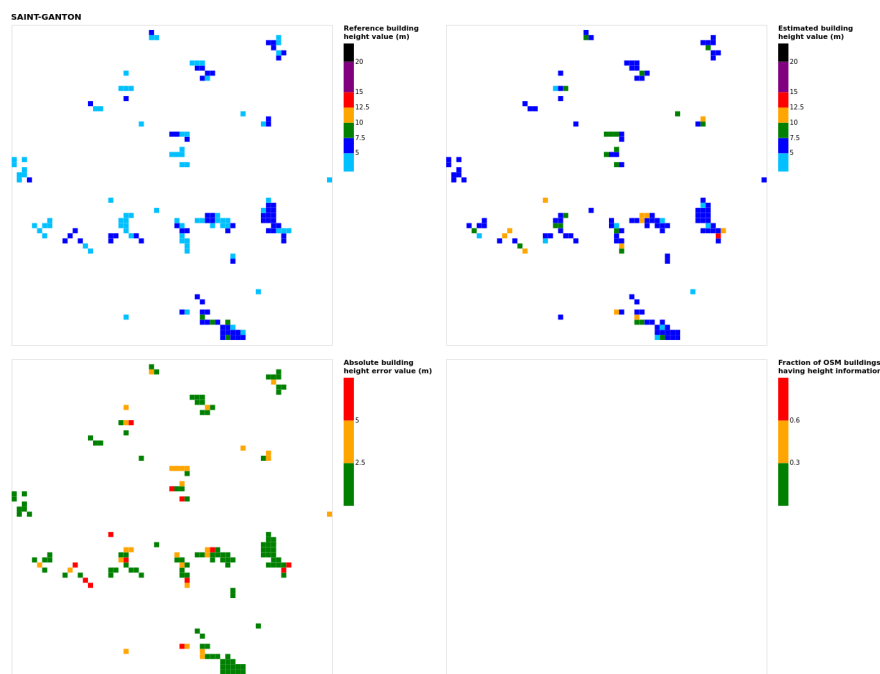 SAINT-GANTON
Reference building
height value (m)
20
15
12.5
10
7.5
5
Estimated building
height value (m)
20
15
12.5
10
7.5
5
Absolute building
height error value (m)
5
2.5
Fraction of OSM buildings
having height information
0.6
0.3